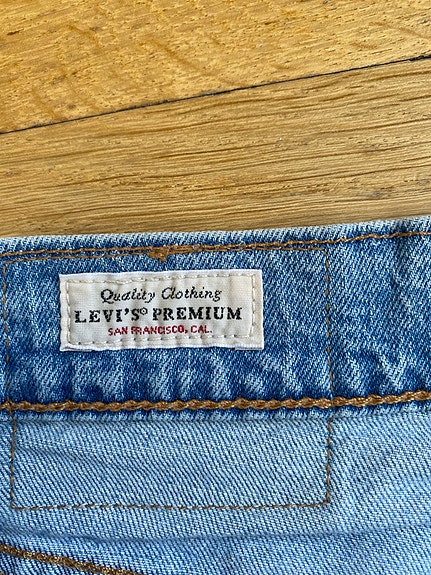 Quality Clothing
LEVI'S® PREMIUM
SAN FRANCISCO, CAL.